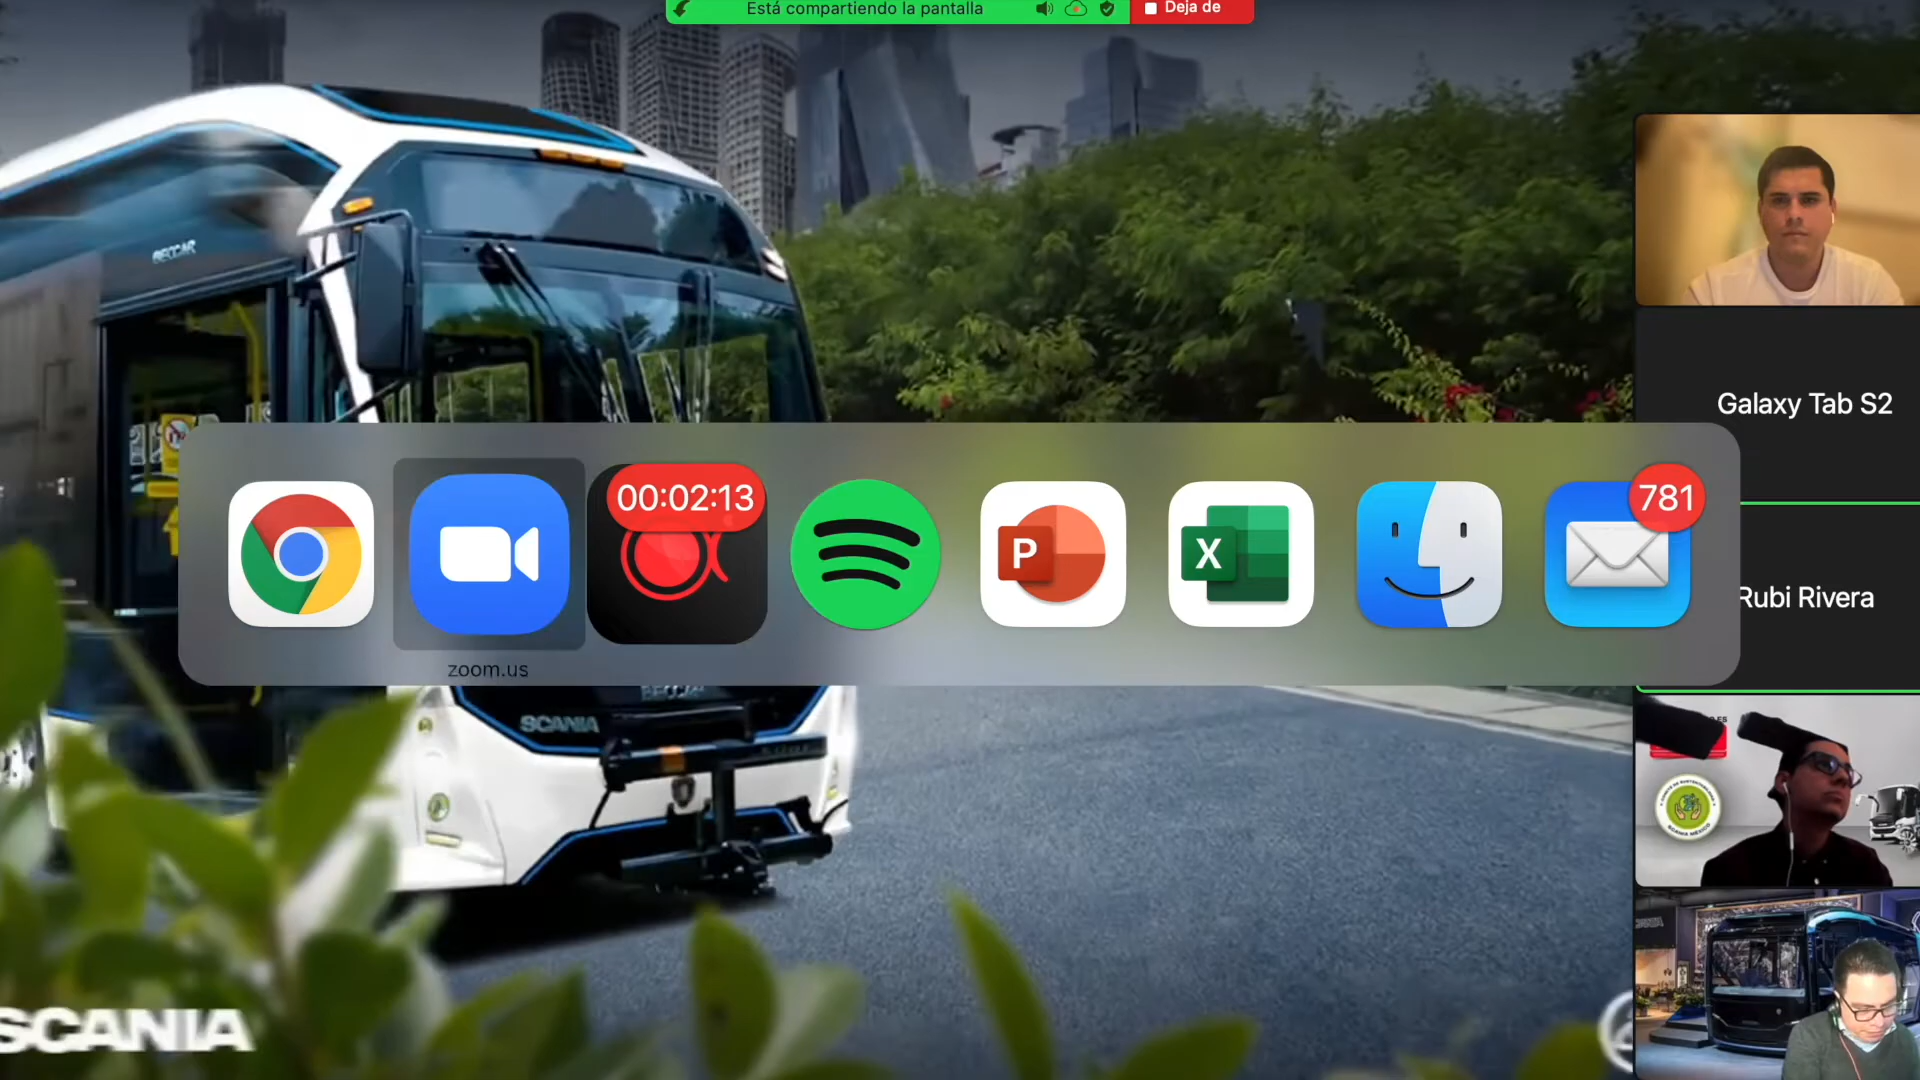 Está compartiendo la pantalla
Deja de
BECCAR
Galaxy Tab S2
00:02:13
781
P
X
Rubi Rivera
zoom.us
SCANIA
SCANIA